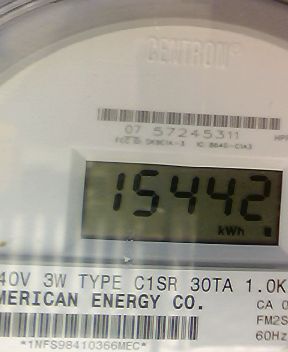 CENTRON®
07 57245311
15442
kWh
40V 3W TYPE C1SR 30TA 1.0K
MERICAN ENERGY CO.
CA 0
FM2S
60Hz
*1NFS98410366MEC*